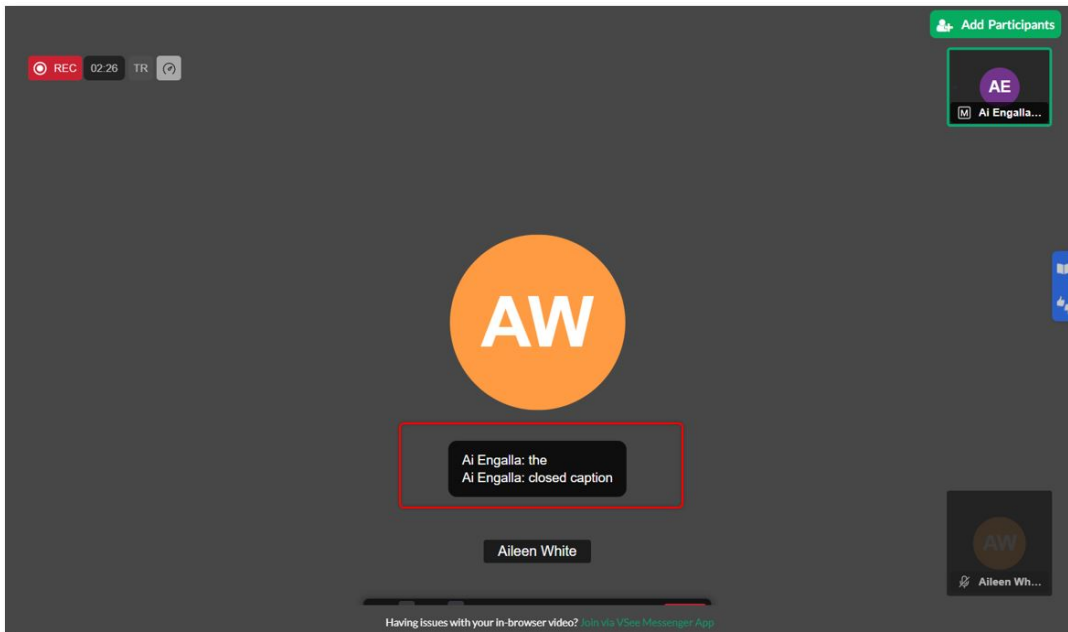 Add Participants
REC 02:26 TR
AE
M Ai Engalla...
AW
Ai Engalla: the
Ai Engalla: closed caption
Aileen White
AW
Aileen Wh...
Having issues with your in-browser video? Join via VSee Messenger App